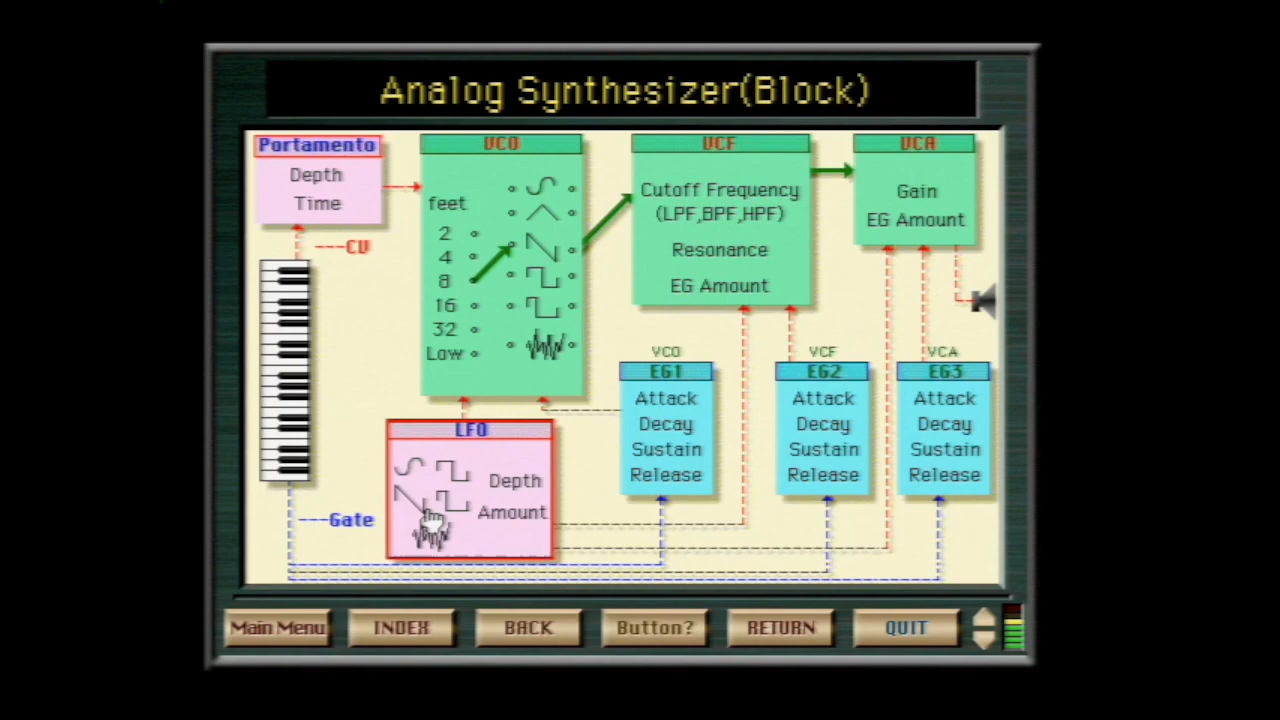 Analog Synthesizer(Block)
Portamento
Depth
Time
---CV
---Gate
VCO
feet
2
4
8
16
32
Low
VCF
Cutoff Frequency
(LPF,BPF,HPF)
Resonance
EG Amount
VCA
Gain
EG Amount
LFO
Depth
Amount
VCO
EG1
Attack
Decay
Sustain
Release
VCF
EG2
Attack
Decay
Sustain
Release
VCA
EG3
Attack
Decay
Sustain
Release
Main Menu
INDEX
BACK
Button?
RETURN
QUIT